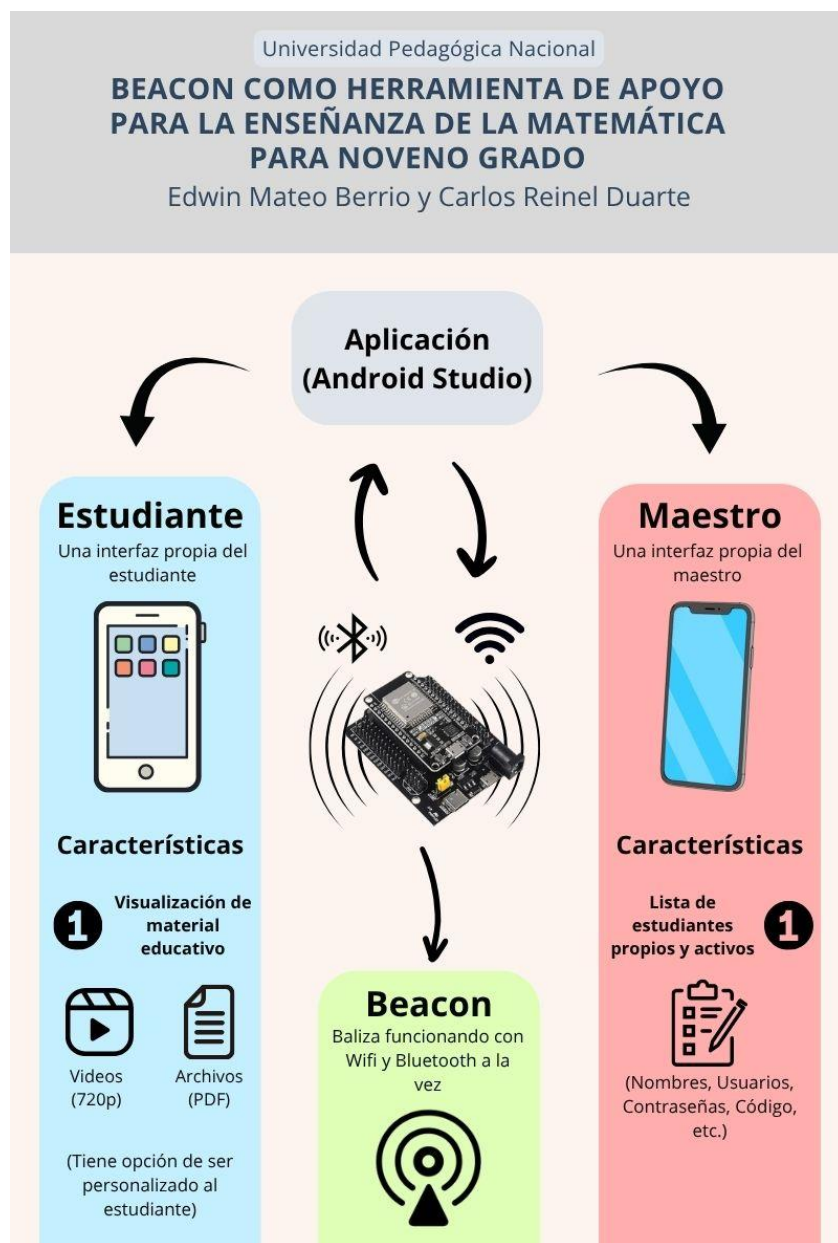 Universidad Pedagógica Nacional
BEACON COMO HERRAMIENTA DE APOYO
PARA LA ENSEÑANZA DE LA MATEMÁTICA
PARA NOVENO GRADO
Edwin Mateo Berrio y Carlos Reinel Duarte
Aplicación
(Android Studio)
Estudiante
Una interfaz propia del
estudiante
Características
1
Visualización de
material
educativo
Videos
(720p)
Archivos
(PDF)
(Tiene opción de ser
personalizado al
estudiante)
Beacon
Baliza funcionando con
Wifi y Bluetooth a la
vez
Maestro
Una interfaz propia del
maestro
Características
Lista de
estudiantes
propios y activos
1
(Nombres, Usuarios,
Contraseñas, Código,
etc.)